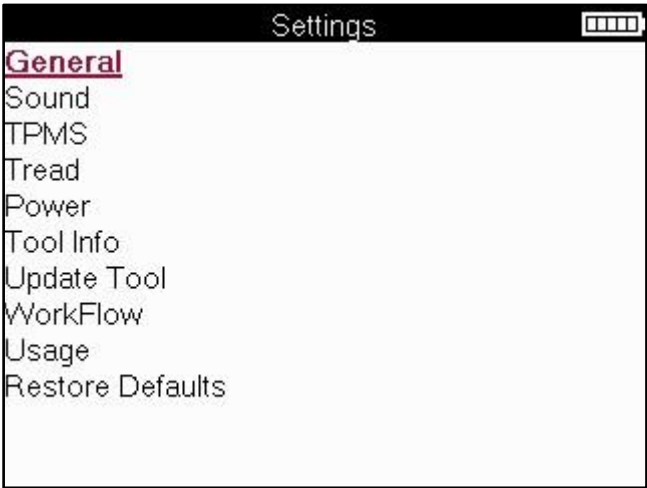 Settings
General
Sound
TPMS
Tread
Power
Tool Info
Update Tool
WorkFlow
Usage
Restore Defaults